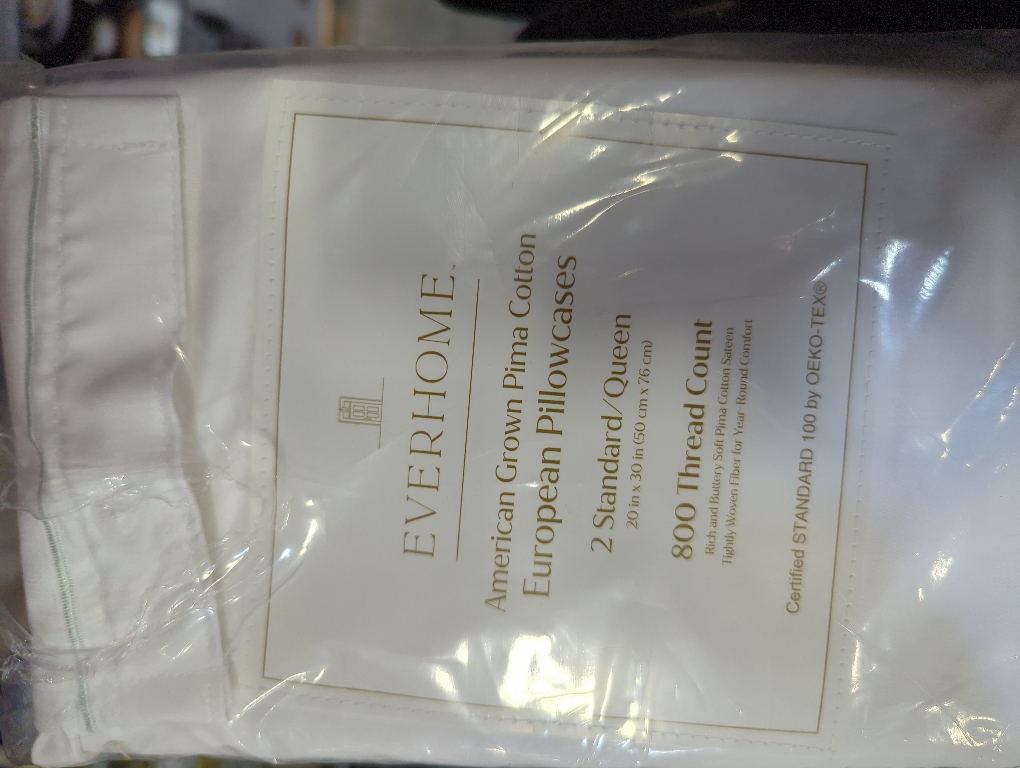 EVERHOME™
American Grown Pima Cotton
European Pillowcases
2 Standard/Queen
20 in x 30 in (50 cm x 76 cm)
800 Thread Count
Rich and Buttery Soft Pima Cotton Sateen
Tightly Woven Fiber for Year-Round Comfort
Certified STANDARD 100 by OEKO-TEX®